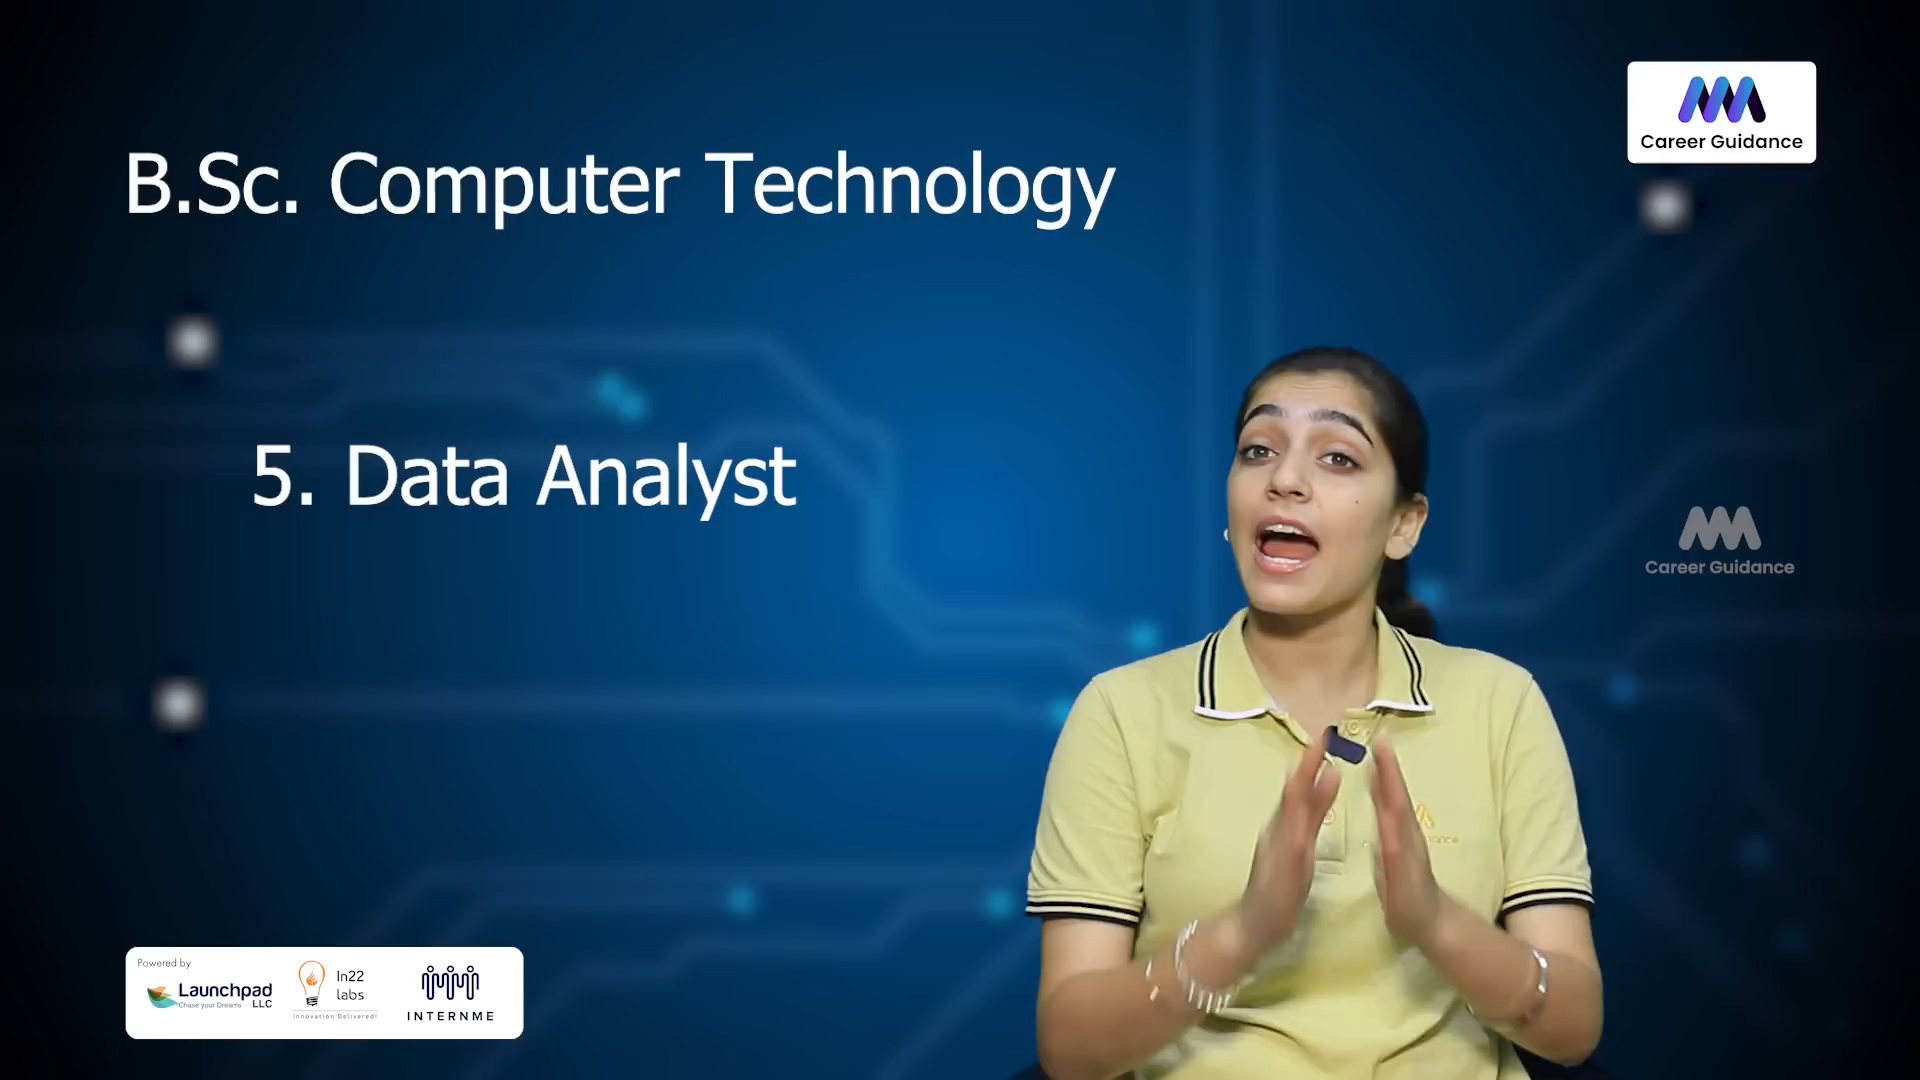 B.Sc. Computer Technology
Career Guidance
5. Data Analyst
Career Guidance
Powered by
Launchpad
Chase your Dreams LLC
In22
labs
Innovation Delivered!
INTERNME